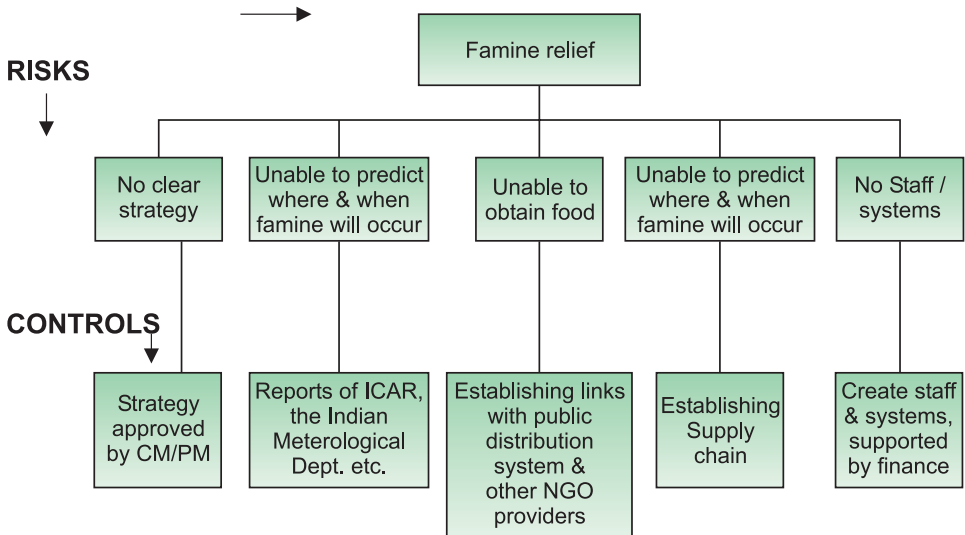 Famine relief
RISKS
No clear
strategy
Unable to predict
where & when
famine will occur
Unable to
obtain food
Unable to predict
where & when
famine will occur
No Staff /
systems
CONTROLS
Strategy
approved
by CM/PM
Reports of ICAR,
the Indian
Meterological
Dept. etc.
Establishing links
with public
distribution
system &
other NGO
providers
Establishing
Supply
chain
Create staff
& systems,
supported
by finance